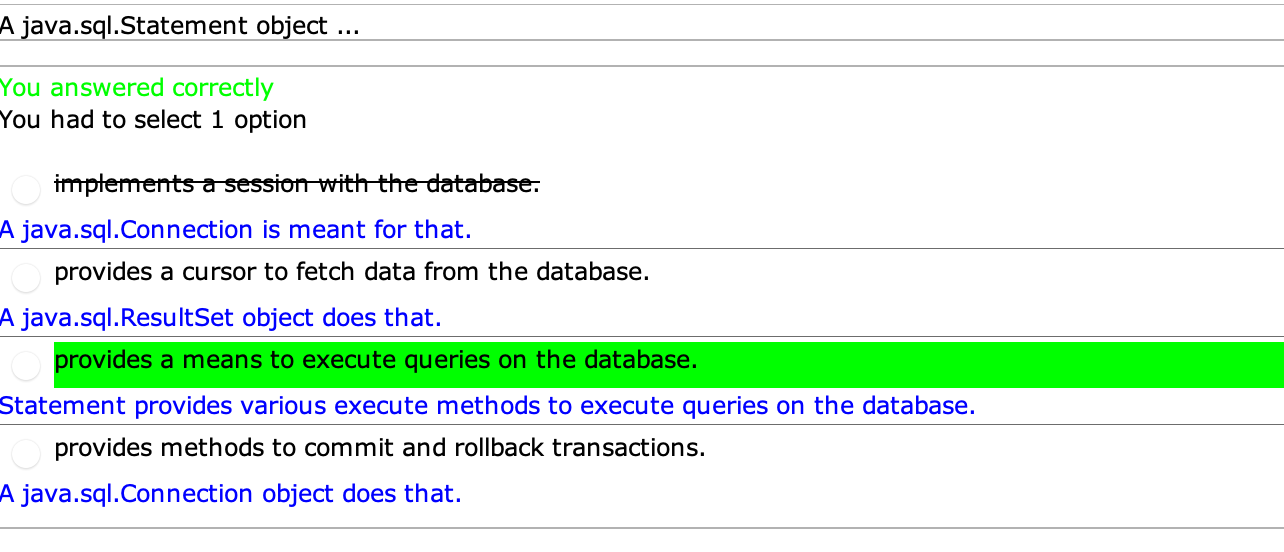 A java.sql.Statement object ...
You answered correctly
You had to select 1 option
implements a session with the database.
A java.sql.Connection is meant for that.
provides a cursor to fetch data from the database.
A java.sql.ResultSet object does that.
provides a means to execute queries on the database.
Statement provides various execute methods to execute queries on the database.
provides methods to commit and rollback transactions.
A java.sql.Connection object does that.